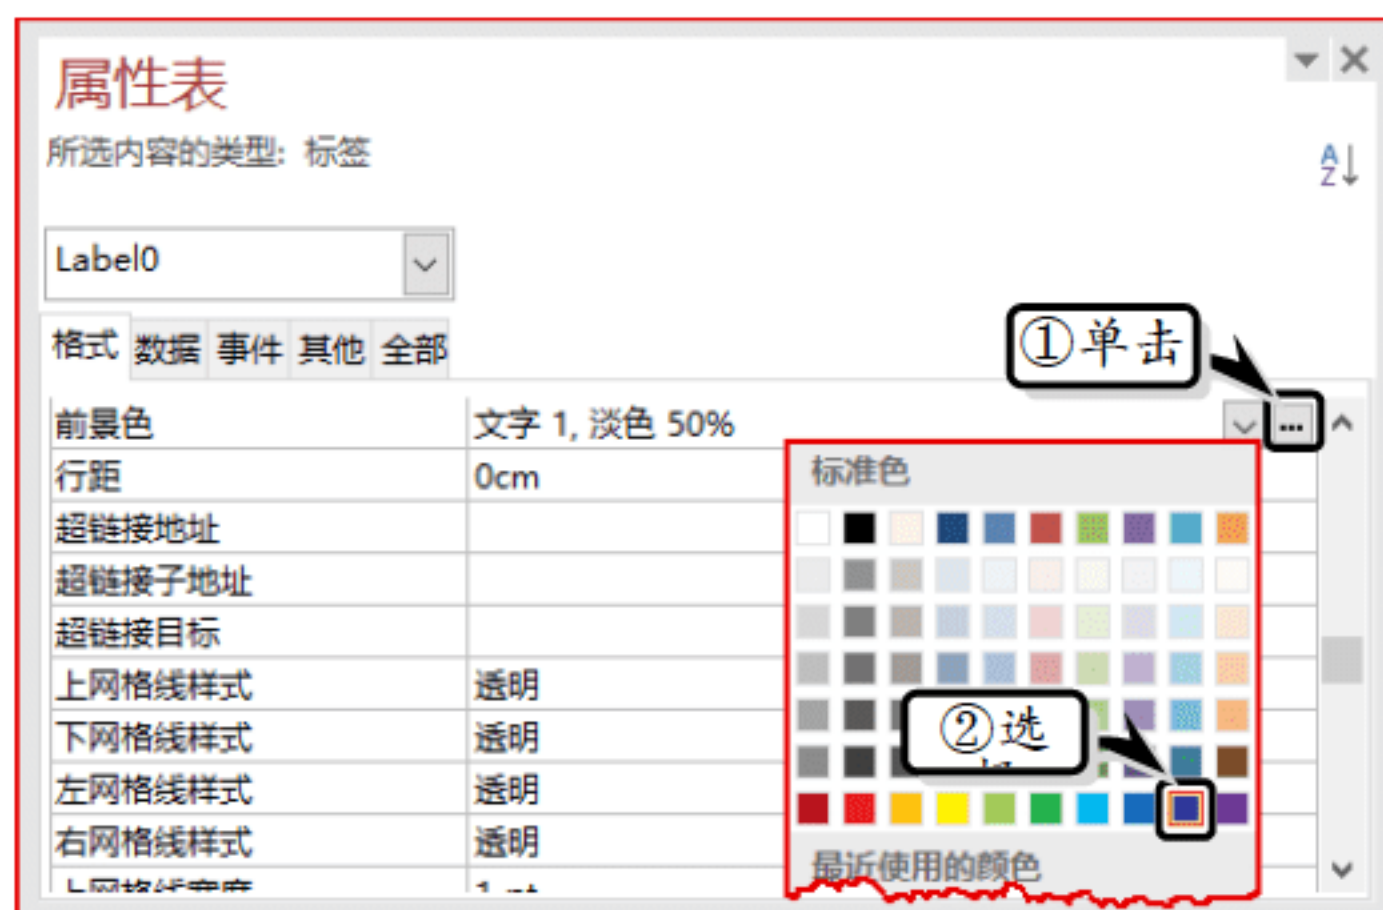 属性表
所选内容的类型: 标签
Label0
格式 数据 事件 其他 全部
①单击
前景色 文字 1, 淡色 50%
标准色
行距 0cm
超链接地址
超链接子地址
超链接目标
上网格线样式 透明
②选
下网格线样式 透明
左网格线样式 透明
右网格线样式 透明
最近使用的颜色